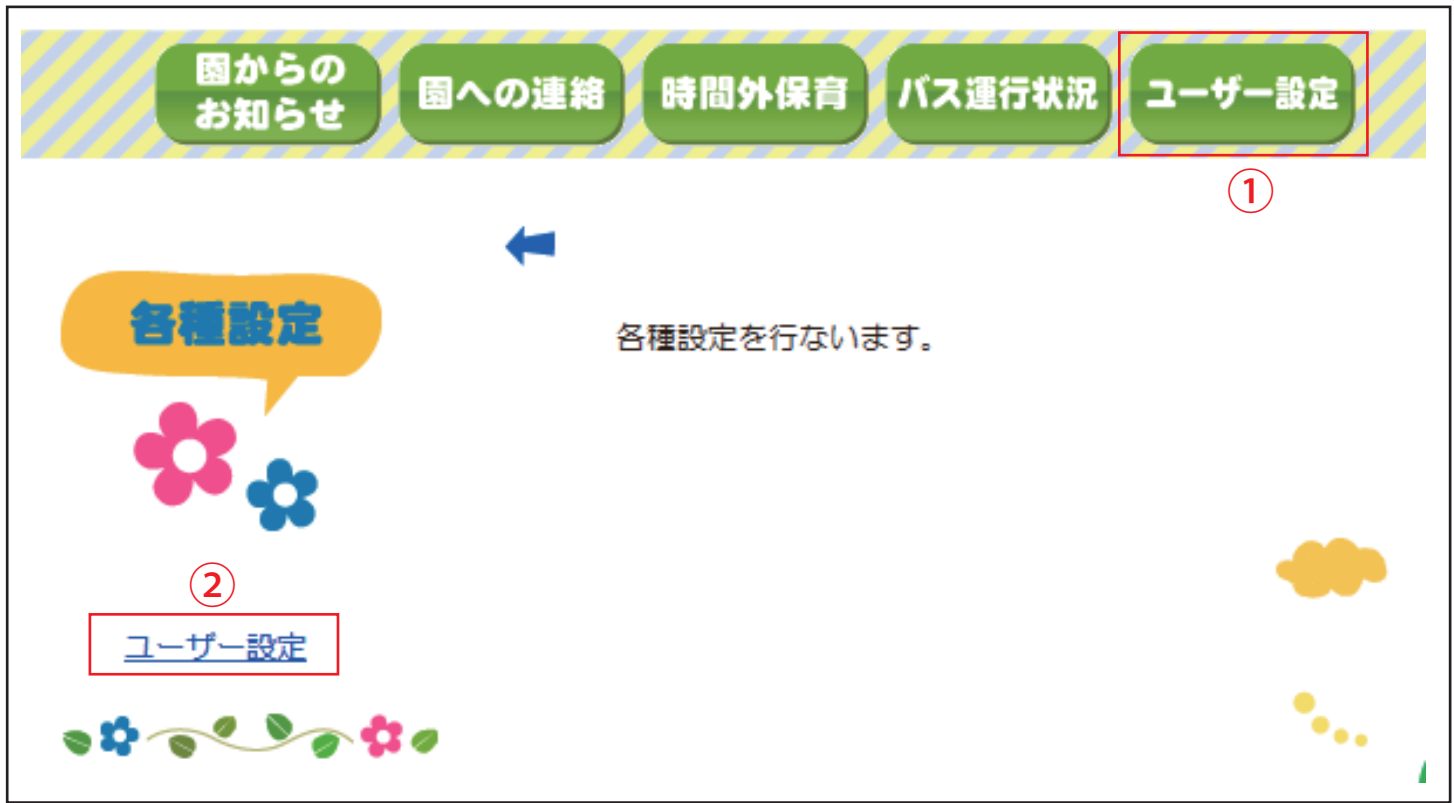 園からの
お知らせ
園への連絡
時間外保育
バス運行状況
ユーザー設定
①
各種設定
各種設定を行ないます。
②
ユーザー設定